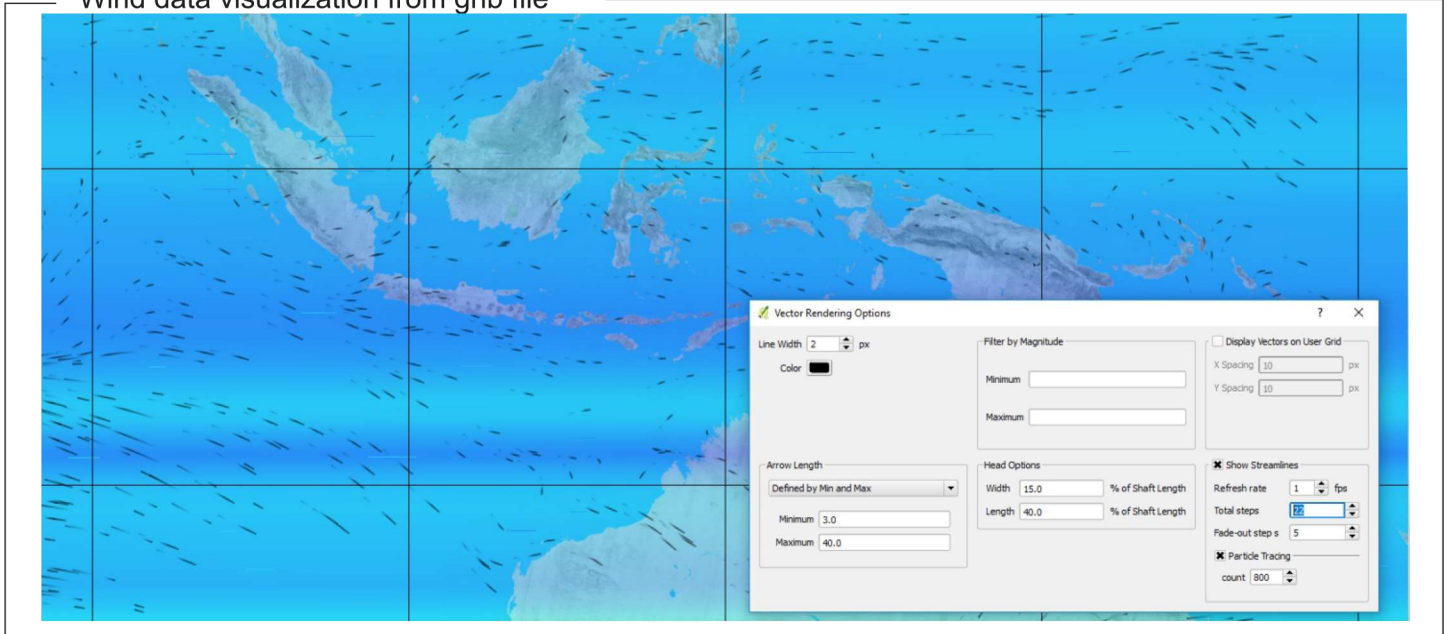 Wind data visualization from grib file
Vector Rendering Options ? ×
Line Width 2 px
Color
Filter by Magnitude
Minimum
Maximum
Display Vectors on User Grid
X Spacing 10 px
Y Spacing 10 px
Arrow Length
Defined by Min and Max
Minimum 3.0
Maximum 40.0
Head Options
Width 15.0 % of Shaft Length
Length 40.0 % of Shaft Length
Show Streamlines
Refresh rate 1 fps
Total steps 22
Fade-out step s 5
Particle Tracing
count 800